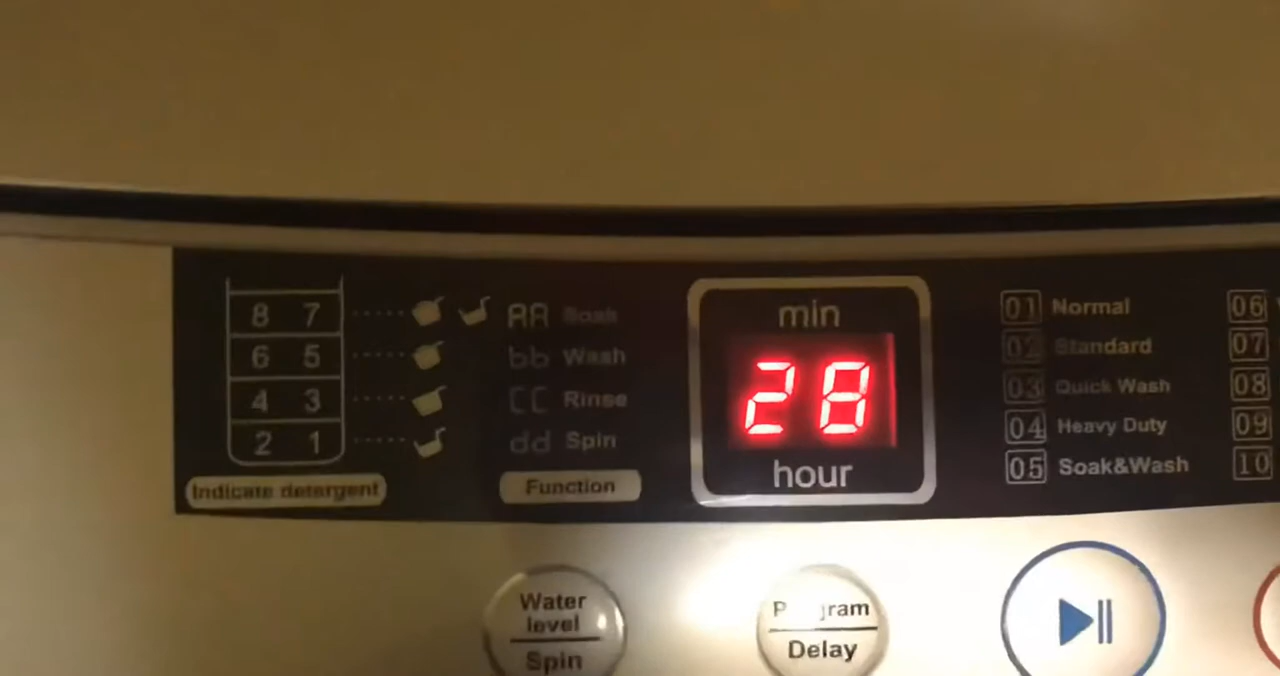 8 7
6 5
4 3
2 1
Indicate detergent
AA Soak
bb Wash
CC Rinse
dd Spin
Function
min
28
hour
01 Normal
02 Standard
03 Quick Wash
04 Heavy Duty
05 Soak&Wash
06
07
08
09
10
Water
level
Spin
Delay